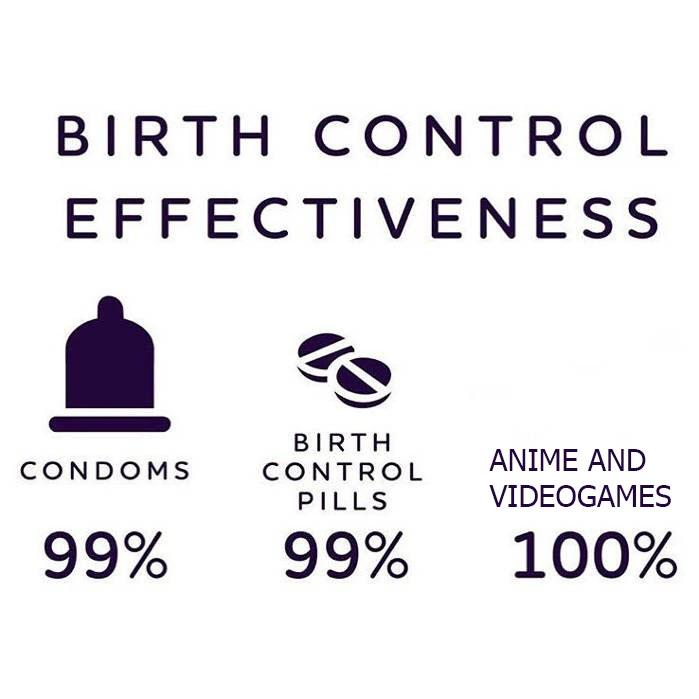 BIRTH CONTROL
EFFECTIVENESS
CONDOMS
99%
BIRTH
CONTROL
PILLS
99%
ANIME AND
VIDEOGAMES
100%